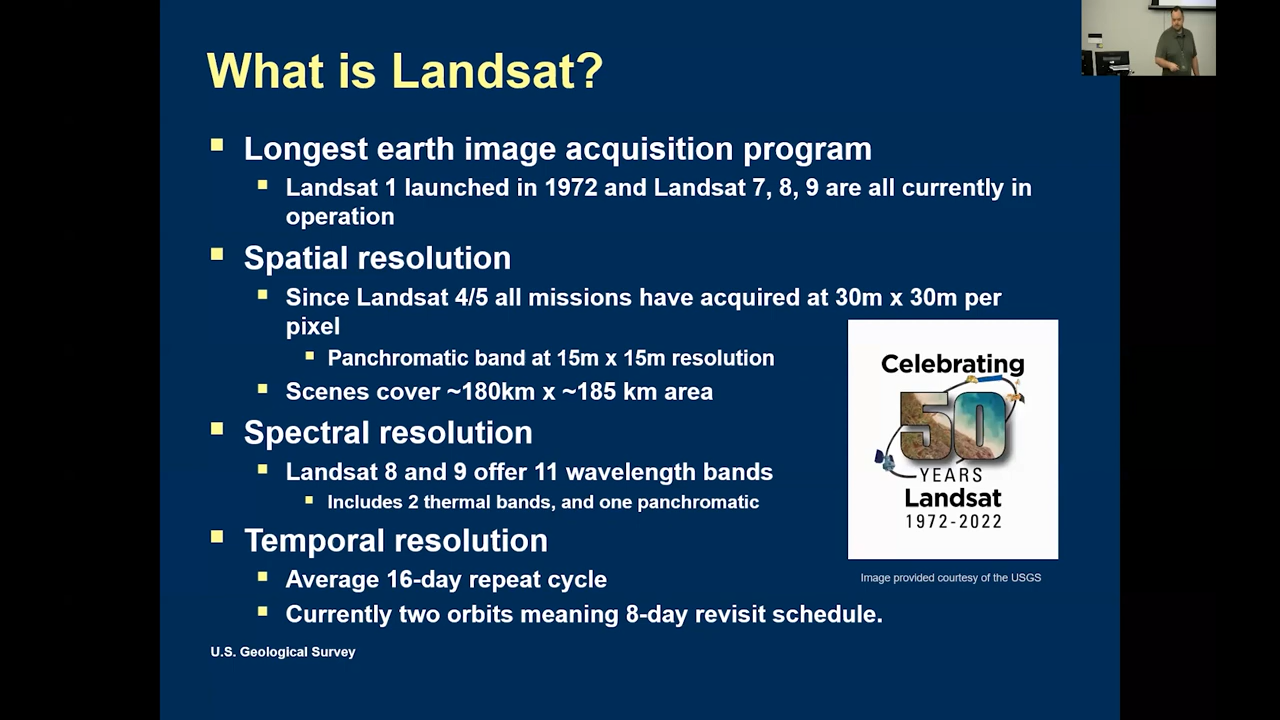 What is Landsat?
Longest earth image acquisition program
Landsat 1 launched in 1972 and Landsat 7, 8, 9 are all currently in
operation
Spatial resolution
Since Landsat 4/5 all missions have acquired at 30m x 30m per
pixel
Panchromatic band at 15m x 15m resolution
Scenes cover ~180km x ~185 km area
Spectral resolution
Landsat 8 and 9 offer 11 wavelength bands
Includes 2 thermal bands, and one panchromatic
Temporal resolution
Average 16-day repeat cycle
Currently two orbits meaning 8-day revisit schedule.
Celebrating
50
YEARS
Landsat
1972-2022
Image provided courtesy of the USGS
U.S. Geological Survey